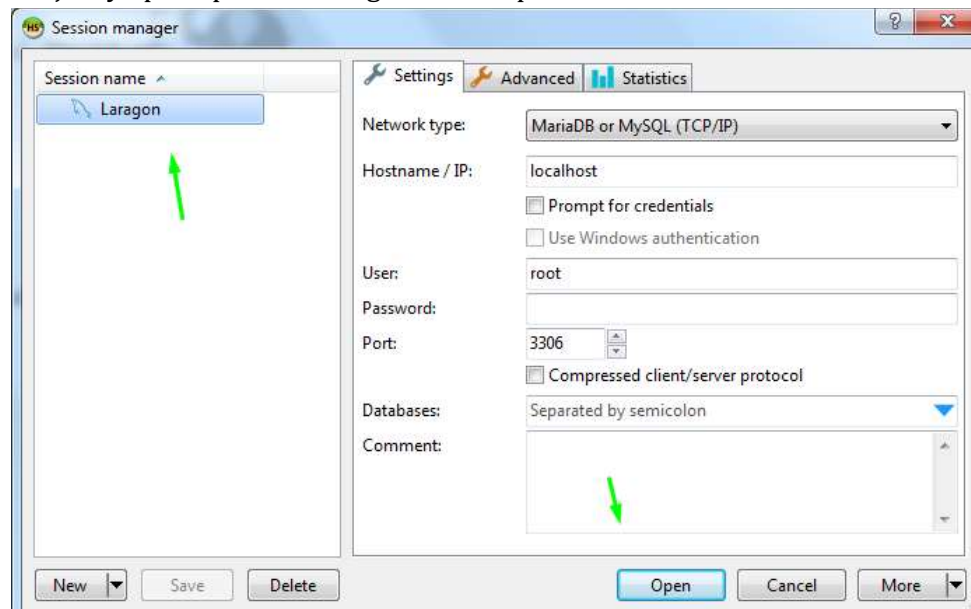 Session manager
Session name
Laragon
Settings Advanced Statistics
Network type: MariaDB or MySQL (TCP/IP)
Hostname / IP: localhost
Prompt for credentials
Use Windows authentication
User: root
Password:
Port: 3306
Compressed client/server protocol
Databases: Separated by semicolon
Comment:
New Save Delete Open Cancel More